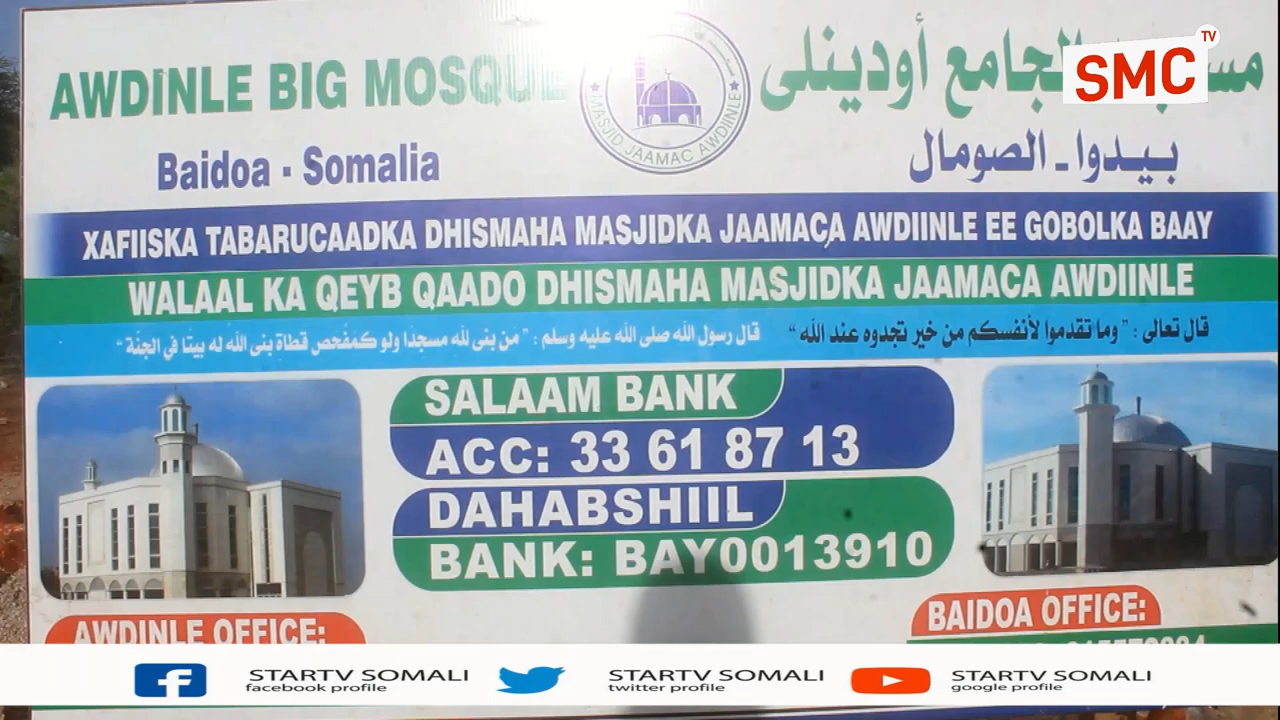 AWDINLE BIG MOSQUE
Baidoa - Somalia
MASJID JAAMAC AWDIINLE
الجامع أودينلى
بيدوا - الصومال
SMC TV
XAFIISKA TABARUCAADKA DHISMAHA MASJIDKA JAAMACA AWDIINLE EE GOBOLKA BAAY
WALAAL KA QEYB QAADO DHISMAHA MASJIDKA JAAMACA AWDIINLE
قال تعالى : " وما تقدموا لأنفسكم من خير تجدوه عند الله "
قال رسول الله صلى الله عليه وسلم : " من بنى لله مسجدا ولو كمفحص قطاة بنى الله له بيتا في الجنة "
SALAAM BANK
ACC: 33 61 87 13
DAHABSHIIL
BANK: BAY0013910
AWDINLE OFFICE:
BAIDOA OFFICE:
STARTV SOMALI
facebook profile
STARTV SOMALI
twitter profile
STARTV SOMALI
google profile